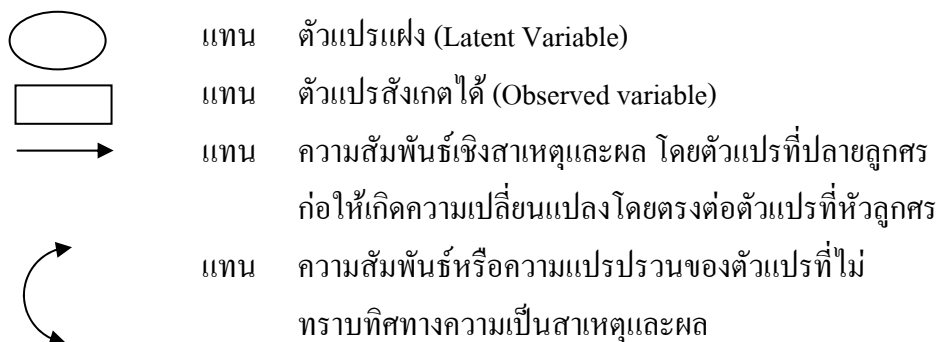 แทน ตัวแปรแฝง (Latent Variable)
แทน ตัวแปรสังเกตได้ (Observed variable)
แทน ความสัมพันธ์เชิงสาเหตุและผล โดยตัวแปรที่ปลายลูกศร
ก่อให้เกิดความเปลี่ยนแปลงโดยตรงต่อตัวแปรที่หัวลูกศร
แทน ความสัมพันธ์หรือความแปรปรวนของตัวแปรที่ไม่
ทราบทิศทางความเป็นสาเหตุและผล